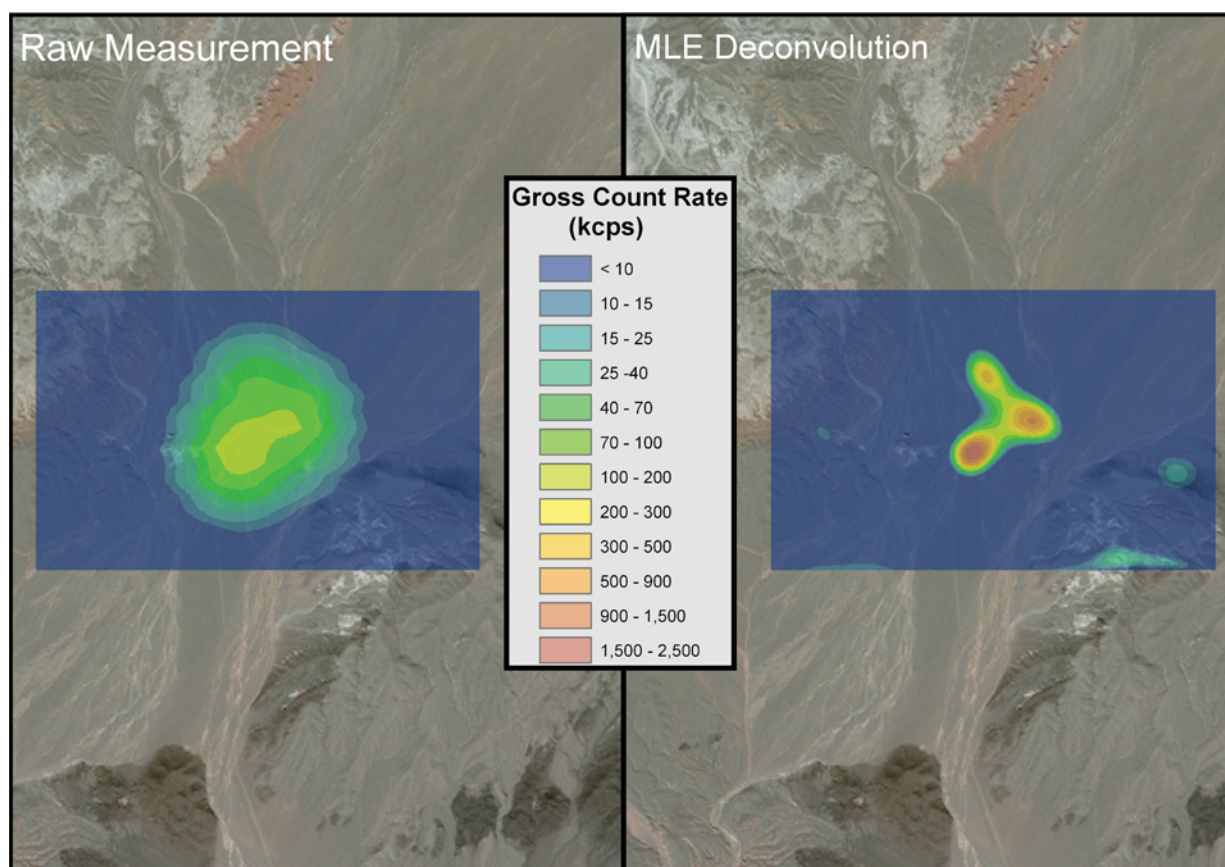 Raw Measurement
MLE Deconvolution
Gross Count Rate
(kcps)
< 10
10 - 15
15 - 25
25 -40
40 - 70
70 - 100
100 - 200
200 - 300
300 - 500
500 - 900
900 - 1,500
1,500 - 2,500